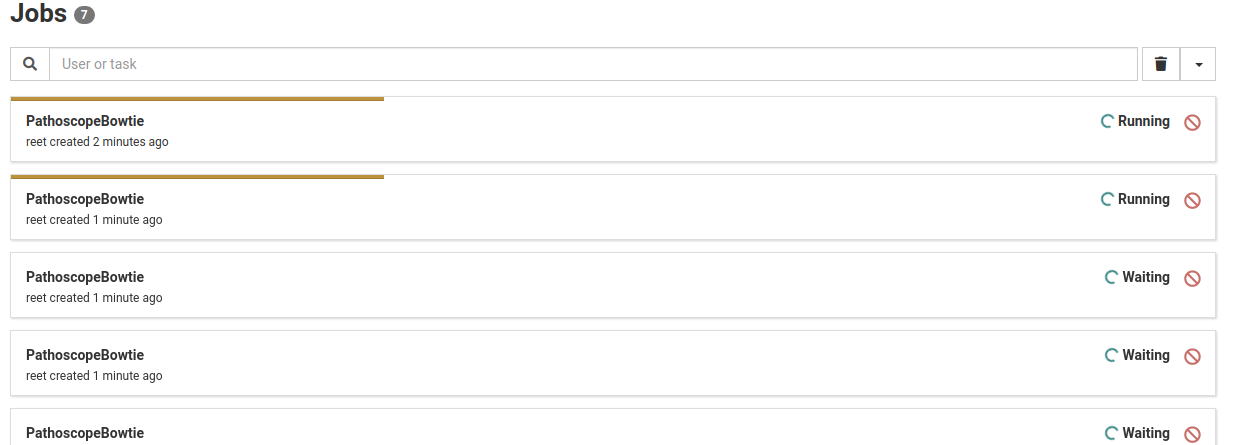 Jobs 7
User or task
PathoscopeBowtie
Running
reet created 2 minutes ago
PathoscopeBowtie
Running
reet created 1 minute ago
PathoscopeBowtie
Waiting
reet created 1 minute ago
PathoscopeBowtie
Waiting
reet created 1 minute ago
PathoscopeBowtie
Waiting